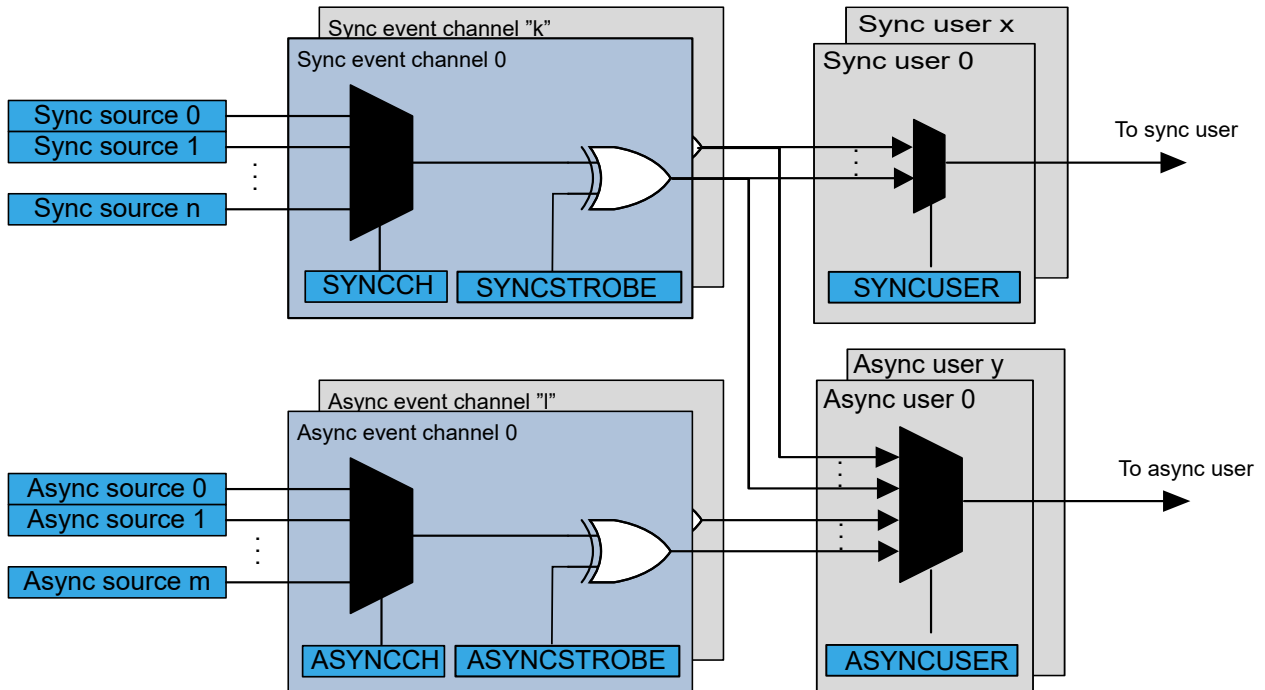 Sync event channel ”k”
Sync event channel 0
Sync source 0
Sync source 1
Sync source n
SYNCCH
SYNCSTROBE
Sync user x
Sync user 0
SYNCUSER
To sync user
Async event channel ”l”
Async event channel 0
Async source 0
Async source 1
Async source m
ASYNCCH
ASYNCSTROBE
Async user y
Async user 0
ASYNCUSER
To async user